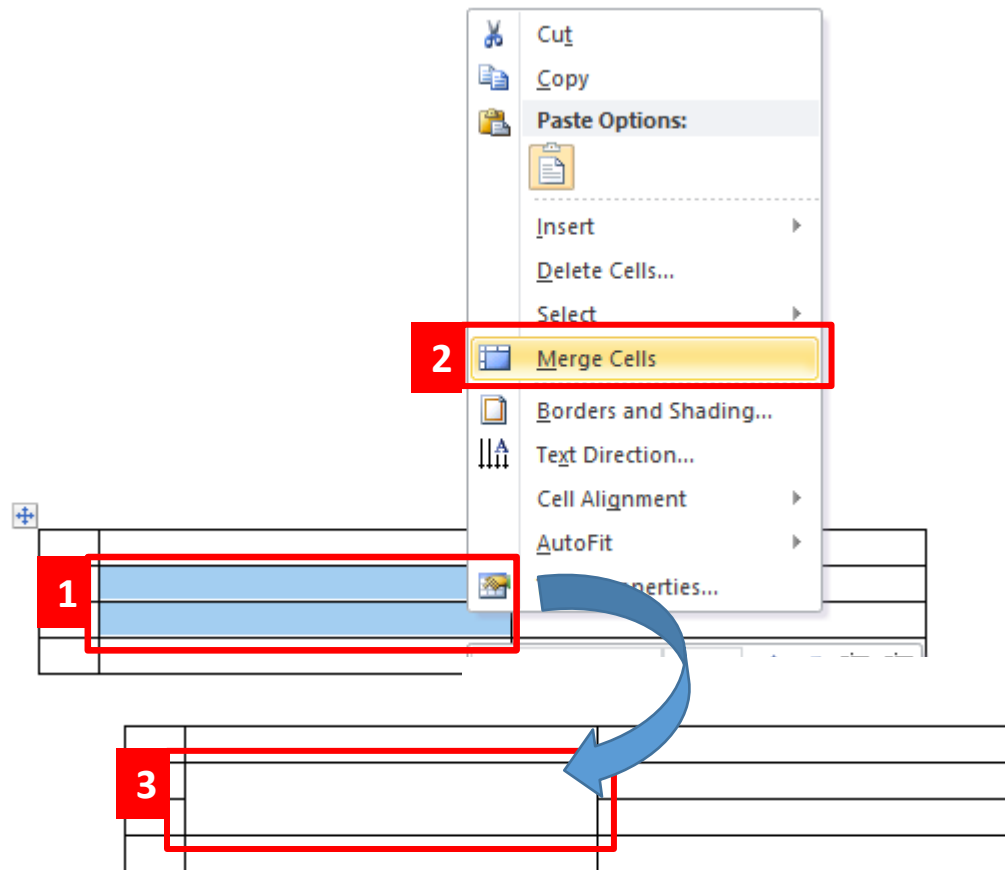 Cut
Copy
Paste Options:
Insert
Delete Cells...
Select
2
Merge Cells
Borders and Shading...
Text Direction...
Cell Alignment
AutoFit
1
perties...
3